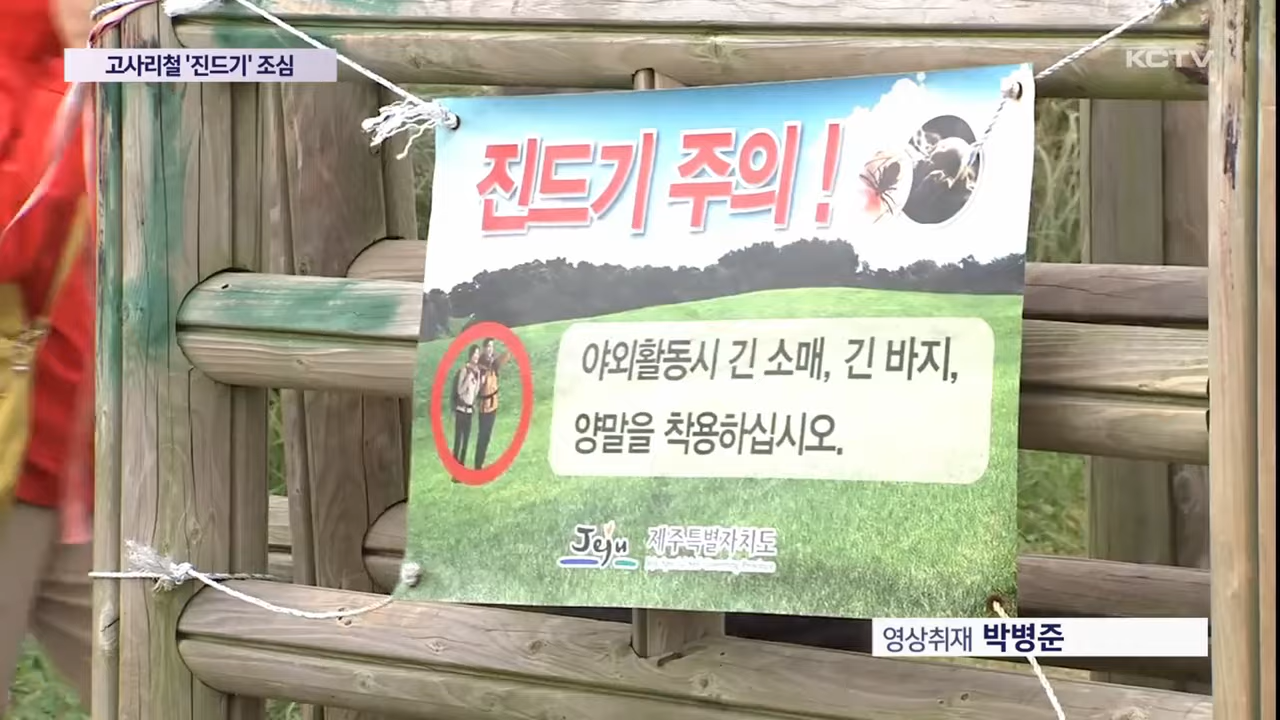 고사리철 '진드기' 조심
KCTV
진드기 주의!
야외활동시 긴 소매, 긴 바지,
양말을 착용하십시오.
Jeju 제주특별자치도
영상취재 박병준